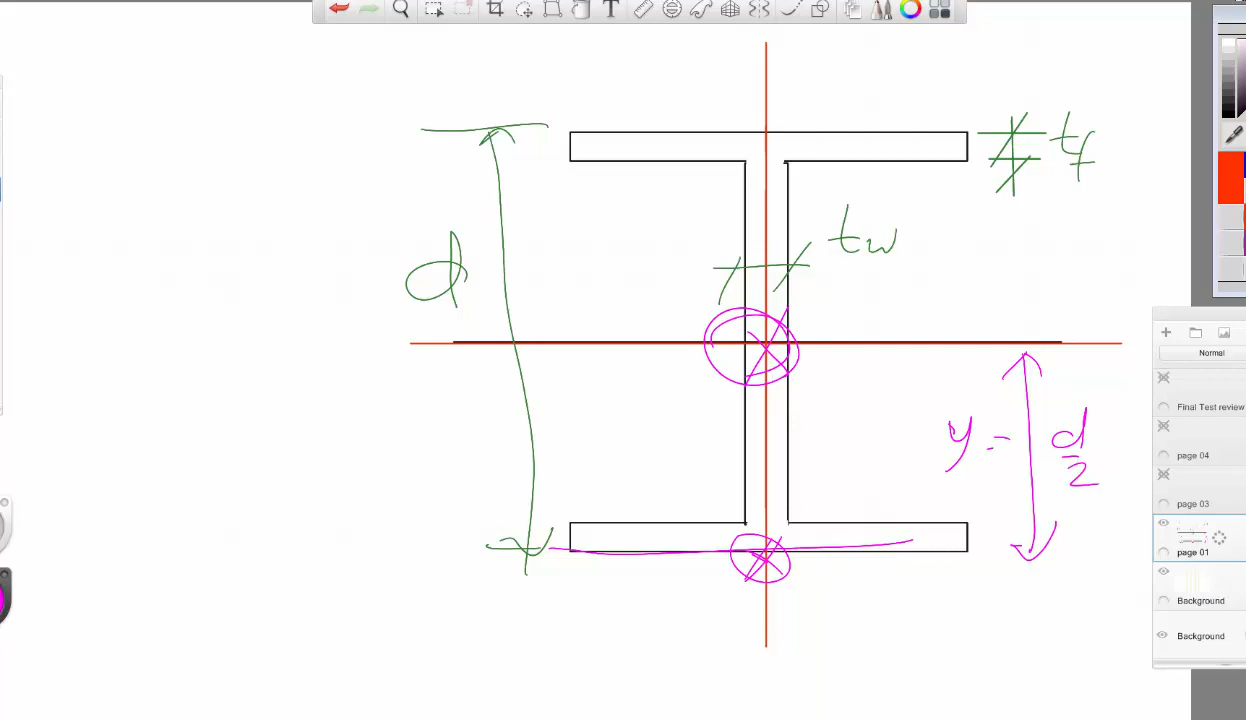 tf
tw
d
y = d/2
T
Normal
Final Test review
page 04
page 03
page 01
Background
Background